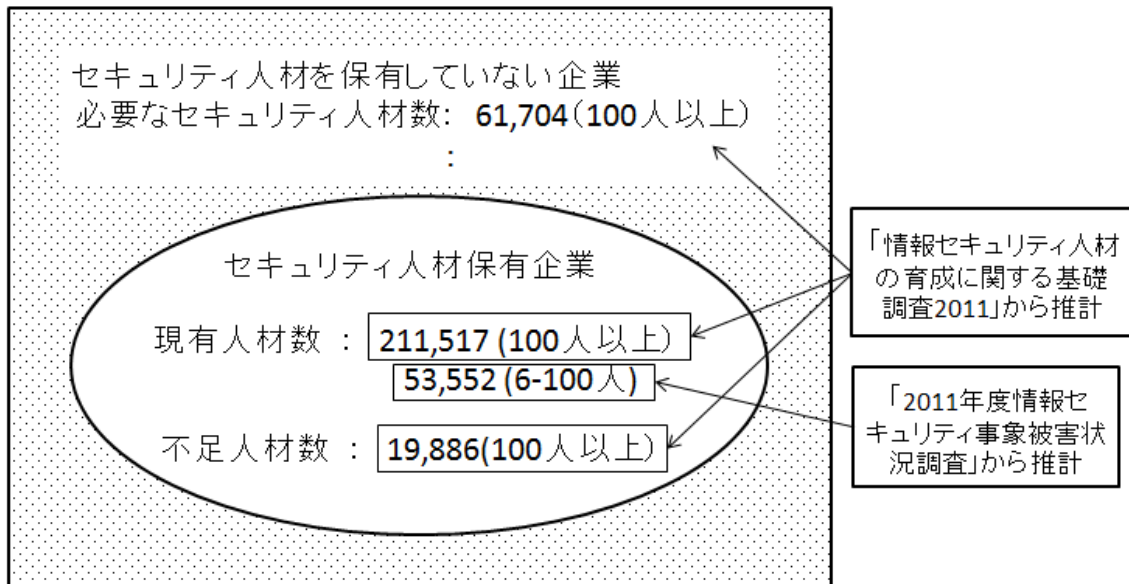 セキュリティ人材を保有していない企業
必要なセキュリティ人材数: 61,704(100人以上)
:
セキュリティ人材保有企業
現有人材数 : 211,517 (100人以上)
53,552 (6-100人)
不足人材数 : 19,886(100人以上)
「情報セキュリティ人材
の育成に関する基礎
調査2011」から推計
「2011年度情報セ
キュリティ事象被害状
況調査」から推計